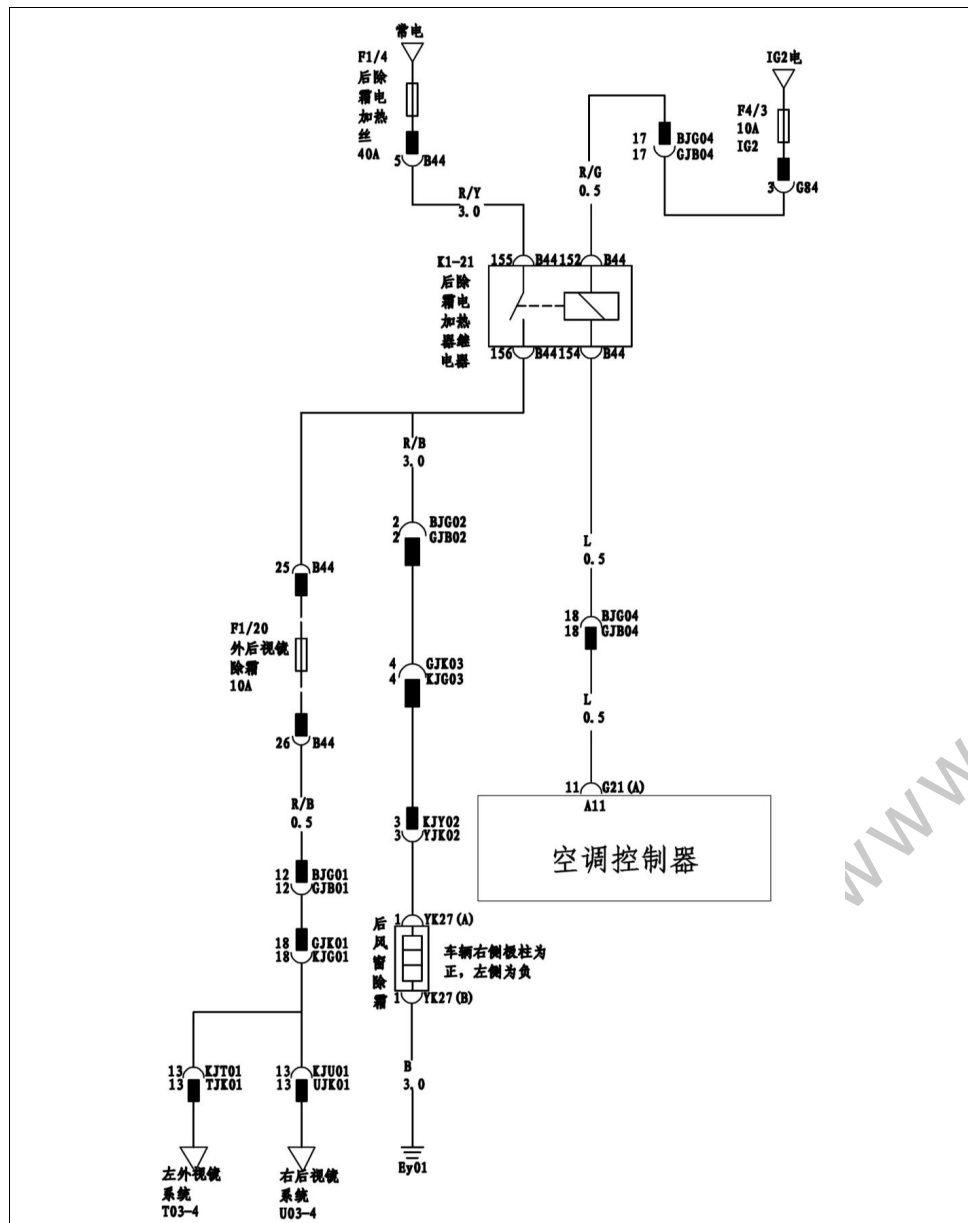 常电
F1/4
后除
霜电
加热
丝
40A
5 B44
R/Y
3.0
IG2电
F4/3
10A
IG2
3 G84
17 BJG04
17 GJB04
R/G
0.5
K1-21
后除
霜电
加热
器继
电器
155 B44 152 B44
156 B44 154 B44
R/B
3.0
2 BJG02
2 GJB02
25 B44
F1/20
外后视镜
除霜
10A
26 B44
4 GJK03
4 KJG03
L
0.5
18 BJG04
18 GJB04
L
0.5
11 G21(A)
A11
空调控制器
R/B
0.5
3 KJY02
3 YJK02
12 BJG01
12 GJB01
18 GJK01
18 KJG01
后风窗除霜
1 YK27(A)
车辆右侧极柱为
正，左侧为负
1 YK27(B)
B
3.0
Ey01
13 KJT01
13 TJK01
13 KJU01
13 UJK01
左外视镜
系统
T03-4
右后视镜
系统
U03-4
www